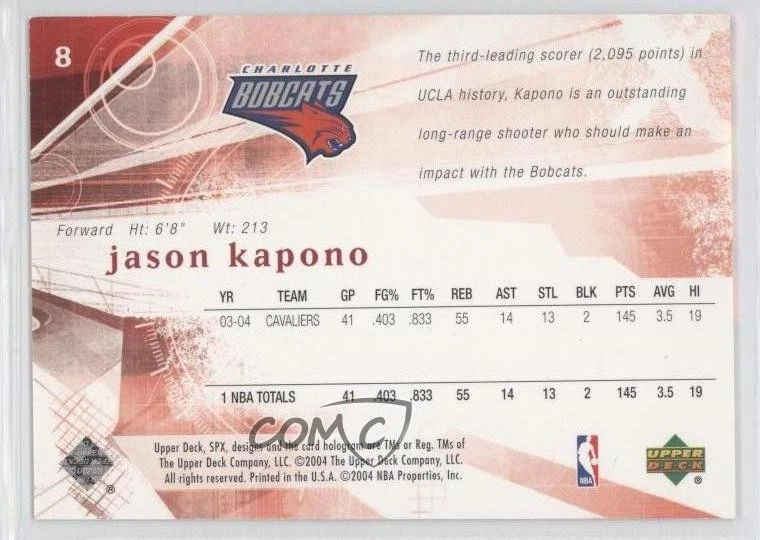 8
CHARLOTTE
BOBCATS
The third-leading scorer (2,095 points) in
UCLA history, Kapono is an outstanding
long-range shooter who should make an
impact with the Bobcats.
Forward Ht: 6'8" Wt: 213
jason kapono
YR TEAM GP FG% FT% REB AST STL BLK PTS AVG HI
03-04 CAVALIERS 41 .403 .833 55 14 13 2 145 3.5 19
1 NBA TOTALS 41 .403 .833 55 14 13 2 145 3.5 19
COMC
Upper Deck, SPX, designs and the card hologram are TMs or Reg. TMs of
The Upper Deck Company, LLC. ©2004 The Upper Deck Company, LLC.
All rights reserved. Printed in the U.S.A. ©2004 NBA Properties, Inc.
®
NBA
UPPER
DECK
®